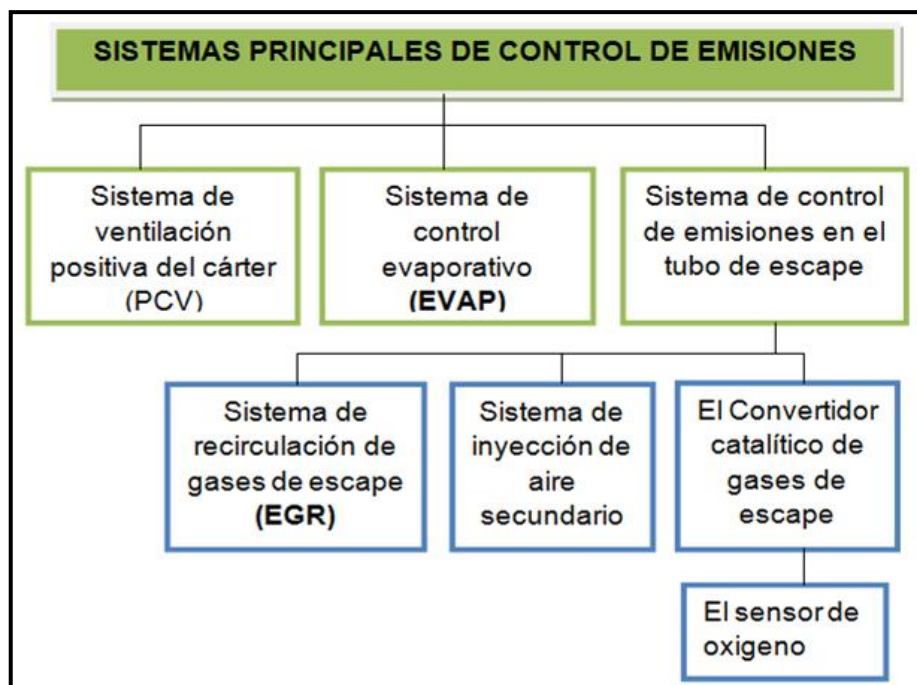 SISTEMAS PRINCIPALES DE CONTROL DE EMISIONES
Sistema de
ventilación
positiva del cárter
(PCV)
Sistema de
control
evaporativo
(EVAP)
Sistema de control
de emisiones en el
tubo de escape
Sistema de
recirculación de
gases de escape
(EGR)
Sistema de
inyección de
aire
secundario
El Convertidor
catalítico de
gases de
escape
El sensor de
oxigeno